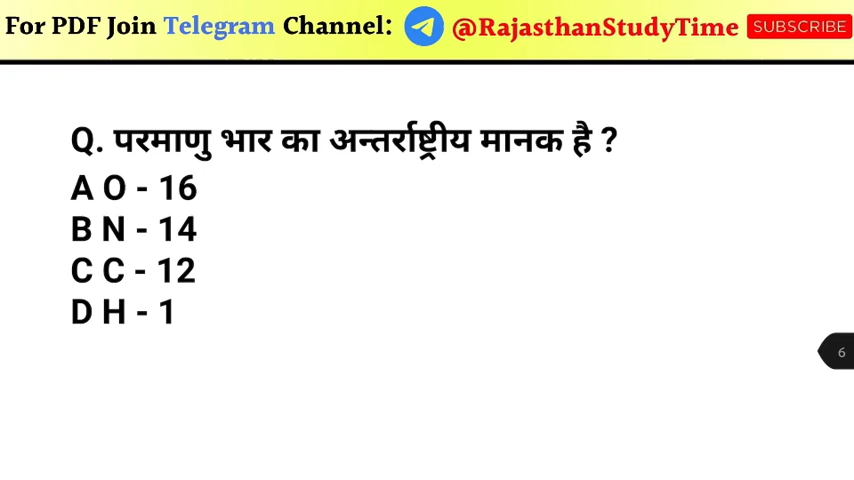 For PDF Join Telegram Channel: @RajasthanStudyTime SUBSCRIBE
Q. परमाणु भार का अन्तर्राष्ट्रीय मानक है ?
A O - 16
B N - 14
C C - 12
D H - 1
6